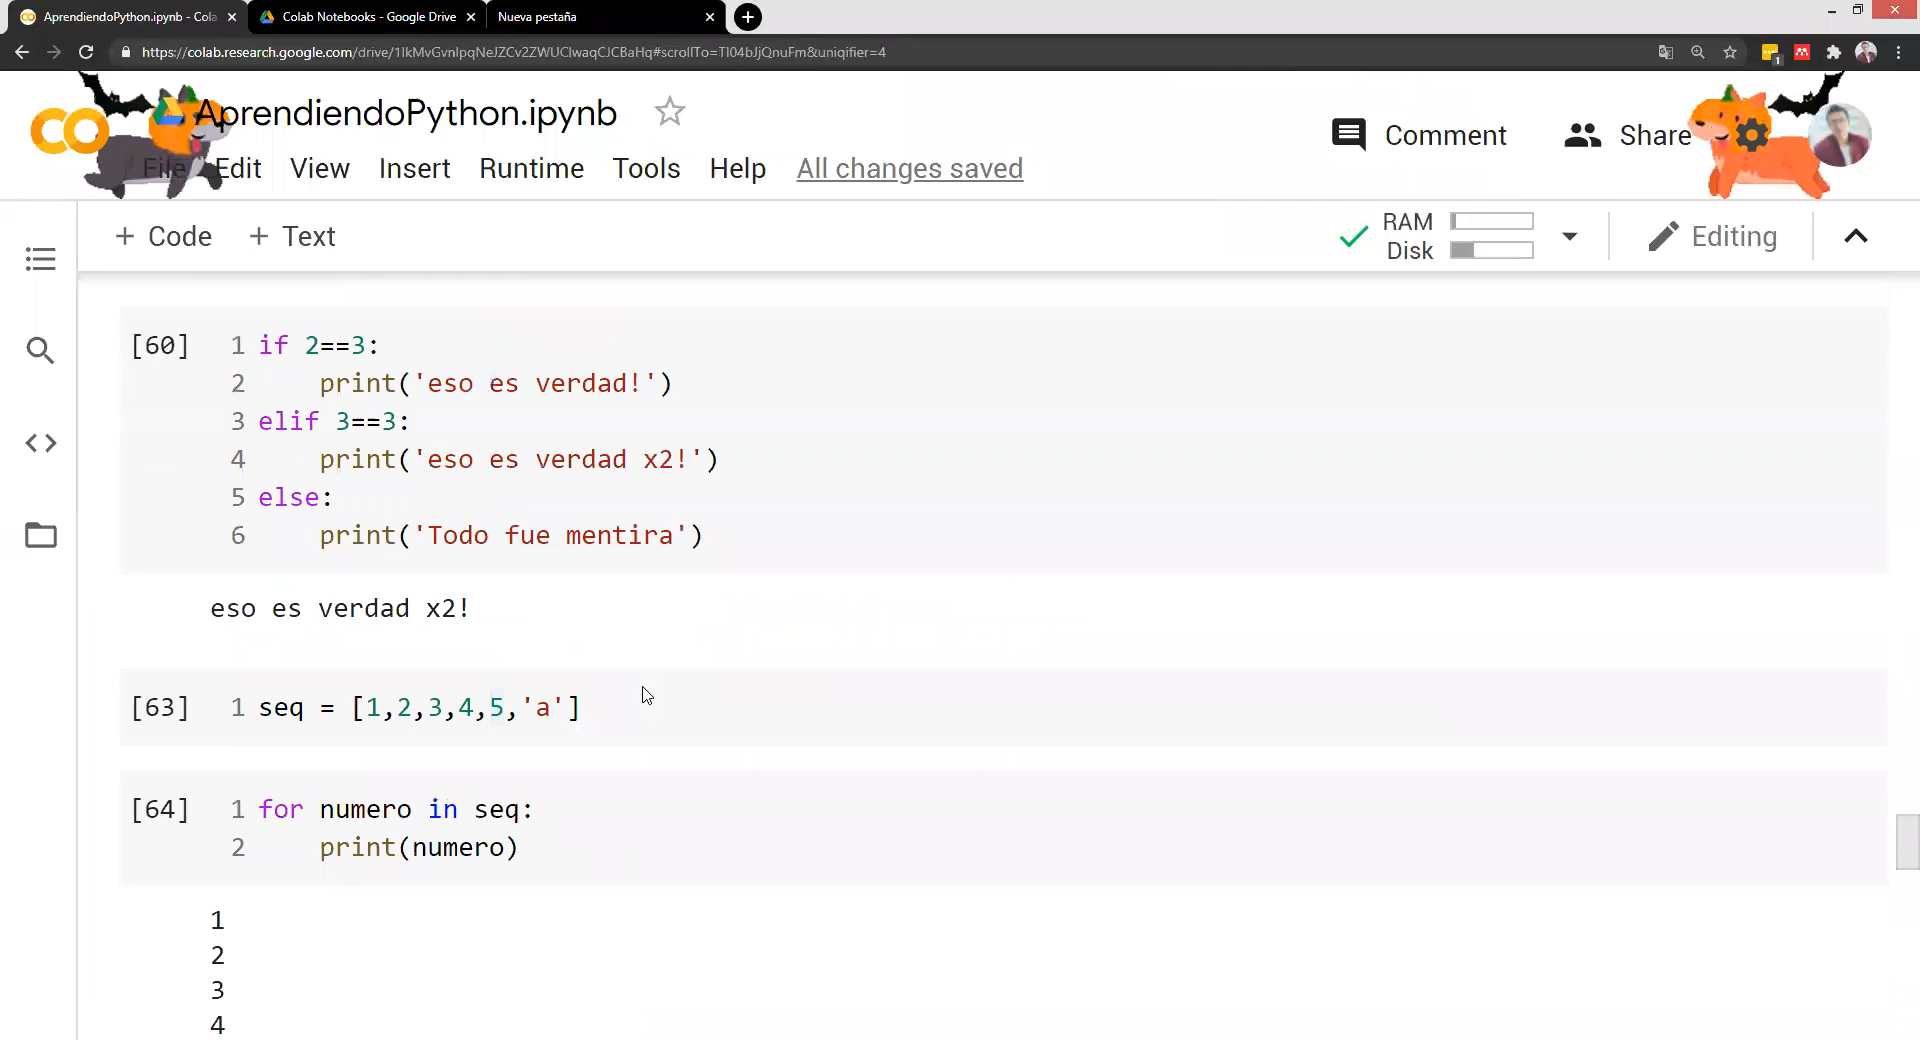 AprendiendoPython.ipynb - Cola
Colab Notebooks - Google Drive
Nueva pestaña
https://colab.research.google.com/drive/1IkMvGvnlpqNeJZCv2ZWUClwaqCJCBaHq#scrollTo=Tl04bJjQnuFm&uniqifier=4
1
AprendiendoPython.ipynb
Comment
Share
File Edit View Insert Runtime Tools Help All changes saved
+ Code + Text
RAM
Disk
Editing
[60] 1 if 2==3:
2 print('eso es verdad!')
3 elif 3==3:
4 print('eso es verdad x2!')
5 else:
6 print('Todo fue mentira')
eso es verdad x2!
[63] 1 seq = [1,2,3,4,5,'a']
[64] 1 for numero in seq:
2 print(numero)
1
2
3
4